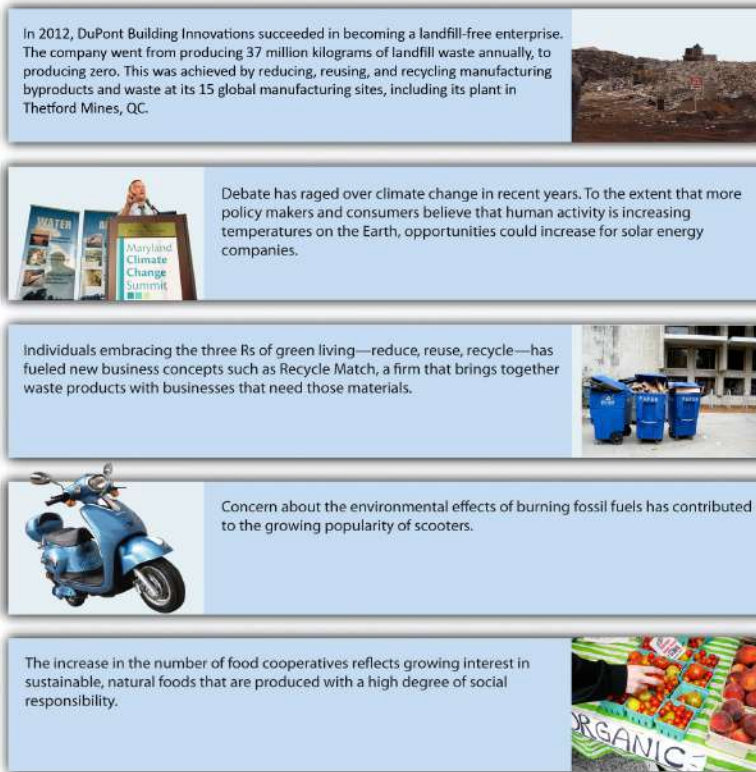 In 2012, DuPont Building Innovations succeeded in becoming a landfill-free enterprise.
The company went from producing 37 million kilograms of landfill waste annually, to
producing zero. This was achieved by reducing, reusing, and recycling manufacturing
byproducts and waste at its 15 global manufacturing sites, including its plant in
Thetford Mines, QC.
WATER
Maryland
Climate
Change
Summit
Debate has raged over climate change in recent years. To the extent that more
policy makers and consumers believe that human activity is increasing
temperatures on the Earth, opportunities could increase for solar energy
companies.
Individuals embracing the three Rs of green living—reduce, reuse, recycle—has
fueled new business concepts such as Recycle Match, a firm that brings together
waste products with businesses that need those materials.
Concern about the environmental effects of burning fossil fuels has contributed
to the growing popularity of scooters.
The increase in the number of food cooperatives reflects growing interest in
sustainable, natural foods that are produced with a high degree of social
responsibility.
ORGANIC